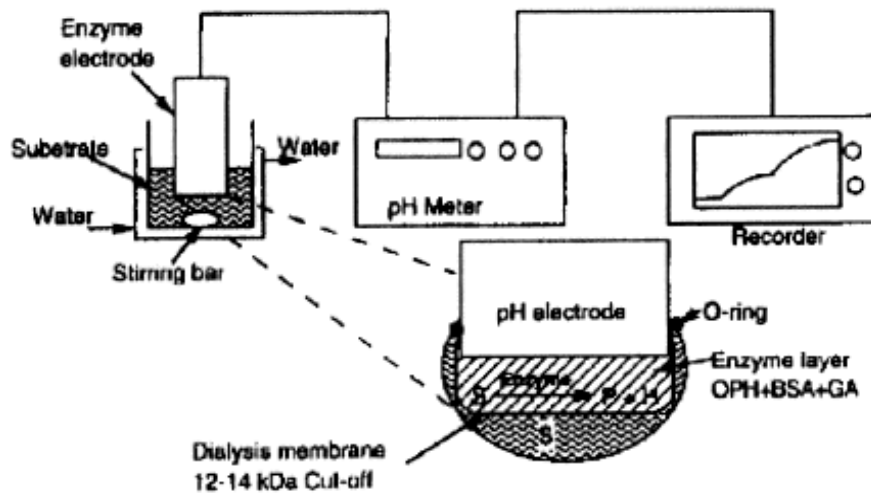 Enzyme
electrode
Substrate
Water
Water
Stirring bar
pH Meter
Recorder
pH electrode
O-ring
Enzyme
S
P + H
Enzyme layer
OPH+BSA+GA
S
Dialysis membrane
12-14 kDa Cut-off